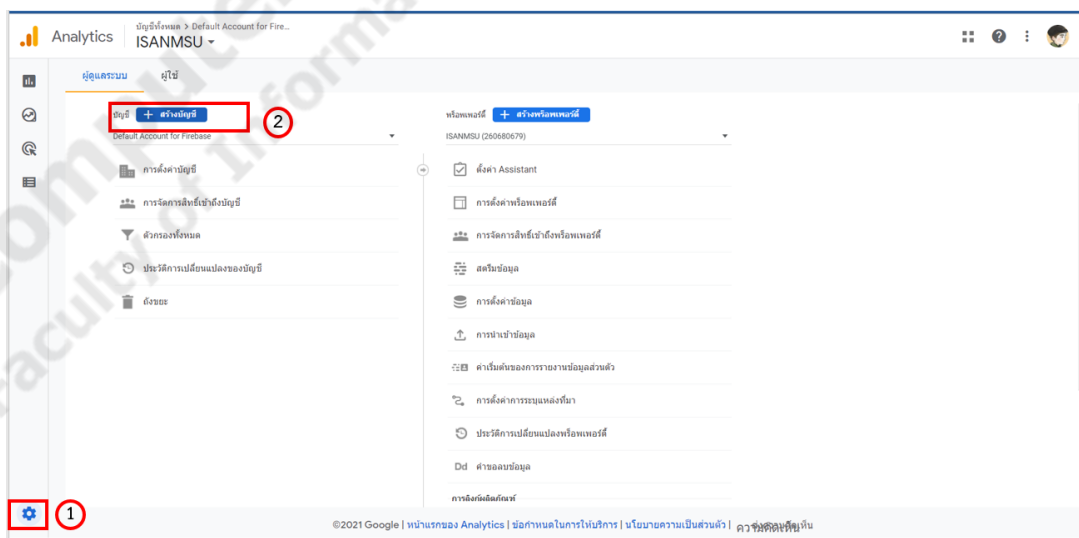 บัญชีทั้งหมด > Default Account for Fire...
Analytics
ISANMSU
ผู้ดูแลระบบ
ผู้ใช้
บัญชี
+ สร้างบัญชี
2
พร็อพเพอร์ตี้
+ สร้างพร็อพเพอร์ตี้
Default Account for Firebase
ISANMSU (260680679)
การตั้งค่าบัญชี
การจัดการสิทธิ์เข้าถึงบัญชี
ตัวกรองทั้งหมด
ประวัติการเปลี่ยนแปลงของบัญชี
ถังขยะ
ตั้งค่า Assistant
การตั้งค่าพร็อพเพอร์ตี้
การจัดการสิทธิ์เข้าถึงพร็อพเพอร์ตี้
สตรีมข้อมูล
การตั้งค่าข้อมูล
การนำเข้าข้อมูล
ค่าเริ่มต้นของการรายงานข้อมูลส่วนตัว
การตั้งค่าการระบุแหล่งที่มา
ประวัติการเปลี่ยนแปลงพร็อพเพอร์ตี้
Dd คำขอลบข้อมูล
การลิงก์ผลิตภัณฑ์
1
©2021 Google | หน้าแรกของ Analytics | ข้อกำหนดในการให้บริการ | นโยบายความเป็นส่วนตัว |